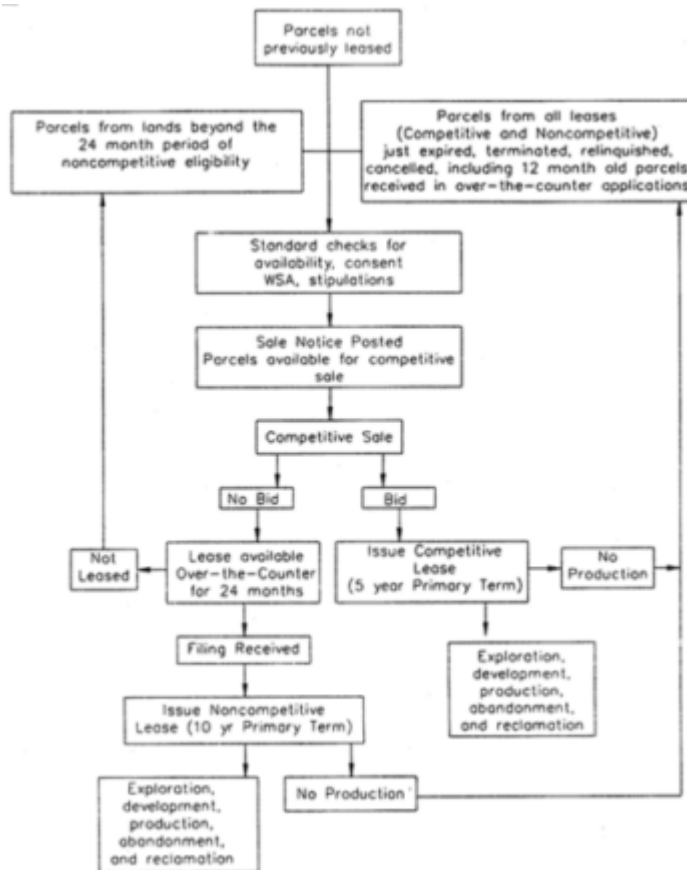 Parcels not
previously leased
Parcels from lands beyond the
24 month period of
noncompetitive eligibility
Parcels from all leases
(Competitive and Noncompetitive)
just expired, terminated, relinquished,
cancelled, including 12 month old parcels
received in over-the-counter applications
Standard checks for
availability, consent
WSA, stipulations
Sale Notice Posted
Parcels available for competitive
sale
Competitive Sale
No Bid
Bid
Not
Leased
Lease available
Over-the-Counter
for 24 months
Issue Competitive
Lease
(5 year Primary Term)
No
Production
Filing Received
Exploration,
development,
production,
abandonment,
and reclamation
Issue Noncompetitive
Lease (10 yr Primary Term)
Exploration,
development,
production,
abandonment,
and reclamation
No Production